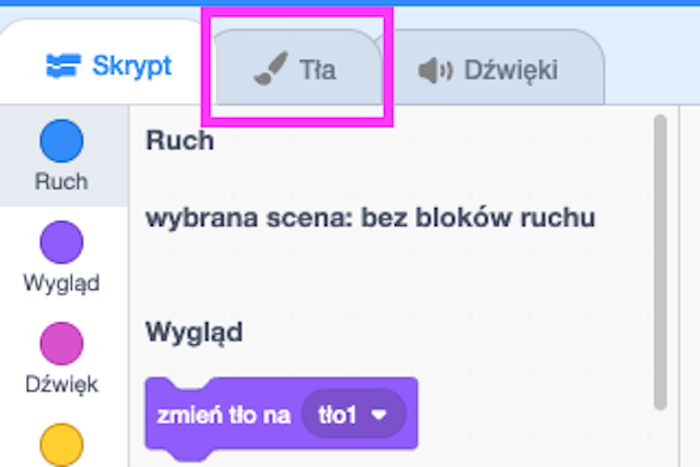 Skrypt Tła Dźwięki
Ruch
Ruch
wybrana scena: bez bloków ruchu
Wygląd
Wygląd
Dźwięk
zmień tło na tło1